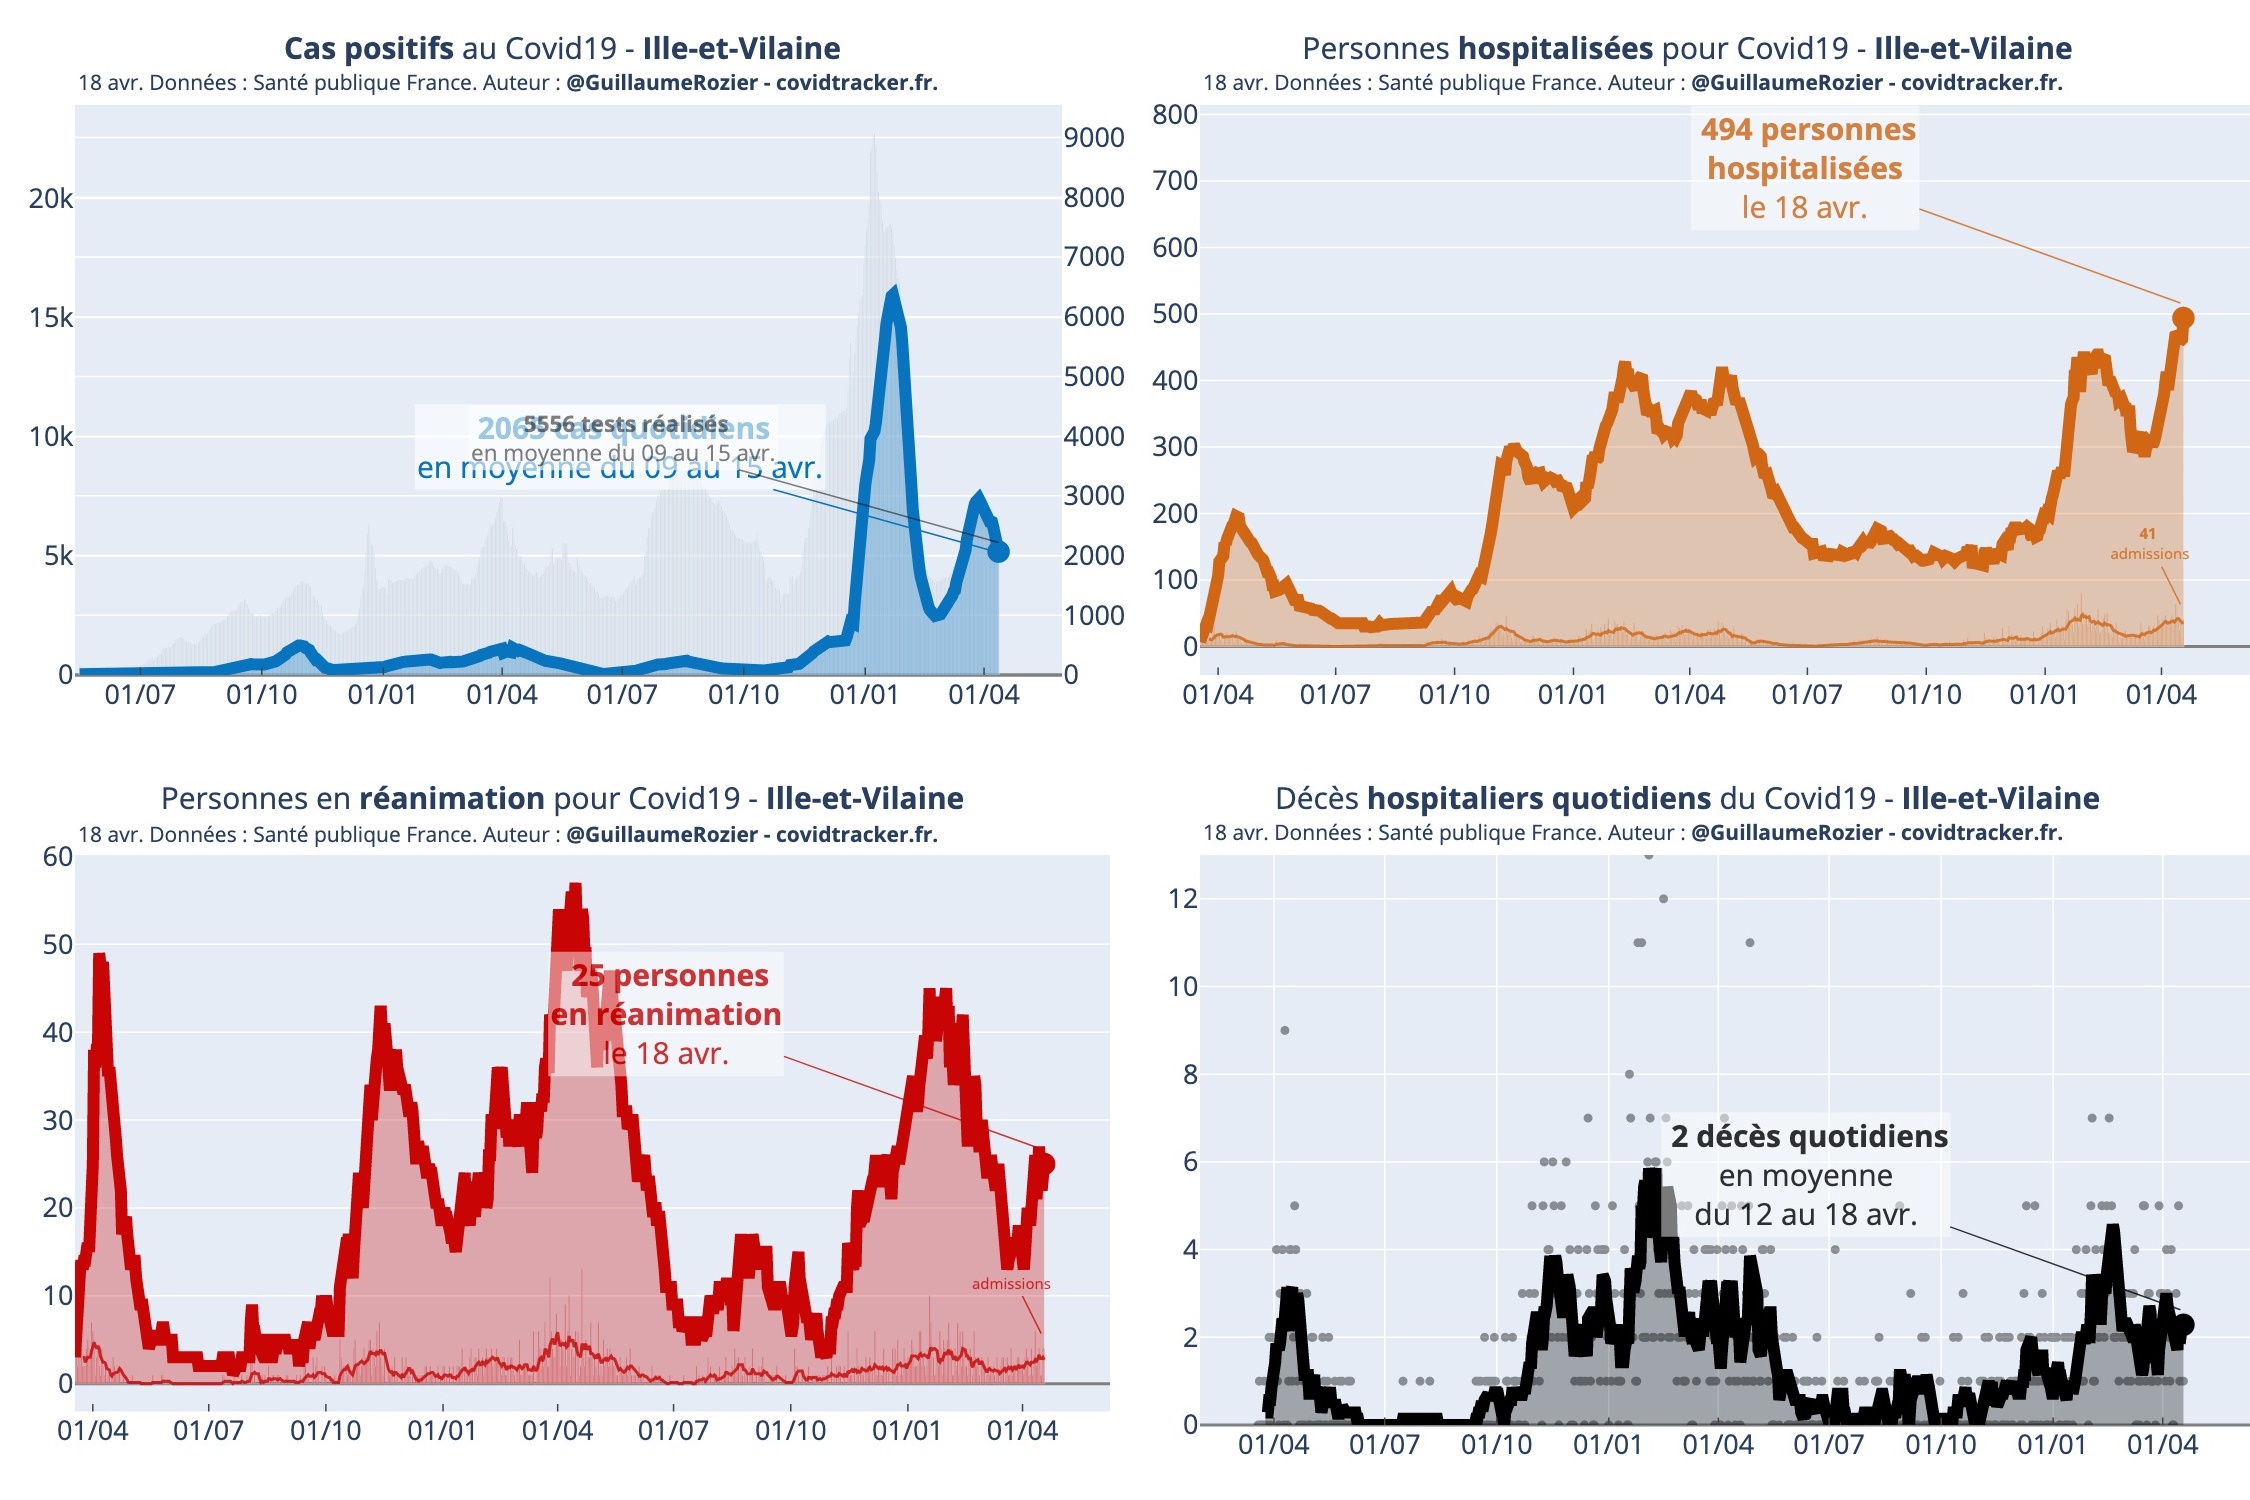 Cas positifs au Covid19 - Ille-et-Vilaine
18 avr. Données : Santé publique France. Auteur : @GuillaumeRozier - covidtracker.fr.
20k
15k
10k
5k
0
9000
8000
7000
6000
5000
4000
3000
2000
1000
0
5556 tests réalisés
en moyenne du 09 au 15 avr.
2065 cas quotidiens
en moyenne du 09 au 15 avr.
01/07 01/10 01/01 01/04 01/07 01/10 01/01 01/04
Personnes hospitalisées pour Covid19 - Ille-et-Vilaine
18 avr. Données : Santé publique France. Auteur : @GuillaumeRozier - covidtracker.fr.
800
700
600
500
400
300
200
100
0
494 personnes
hospitalisées
le 18 avr.
41
admissions
01/04 01/07 01/10 01/01 01/04 01/07 01/10 01/01 01/04
Personnes en réanimation pour Covid19 - Ille-et-Vilaine
18 avr. Données : Santé publique France. Auteur : @GuillaumeRozier - covidtracker.fr.
60
50
40
30
20
10
0
25 personnes
en réanimation
le 18 avr.
admissions
01/04 01/07 01/10 01/01 01/04 01/07 01/10 01/01 01/04
Décès hospitaliers quotidiens du Covid19 - Ille-et-Vilaine
18 avr. Données : Santé publique France. Auteur : @GuillaumeRozier - covidtracker.fr.
12
10
8
6
4
2
0
2 décès quotidiens
en moyenne
du 12 au 18 avr.
01/04 01/07 01/10 01/01 01/04 01/07 01/10 01/01 01/04